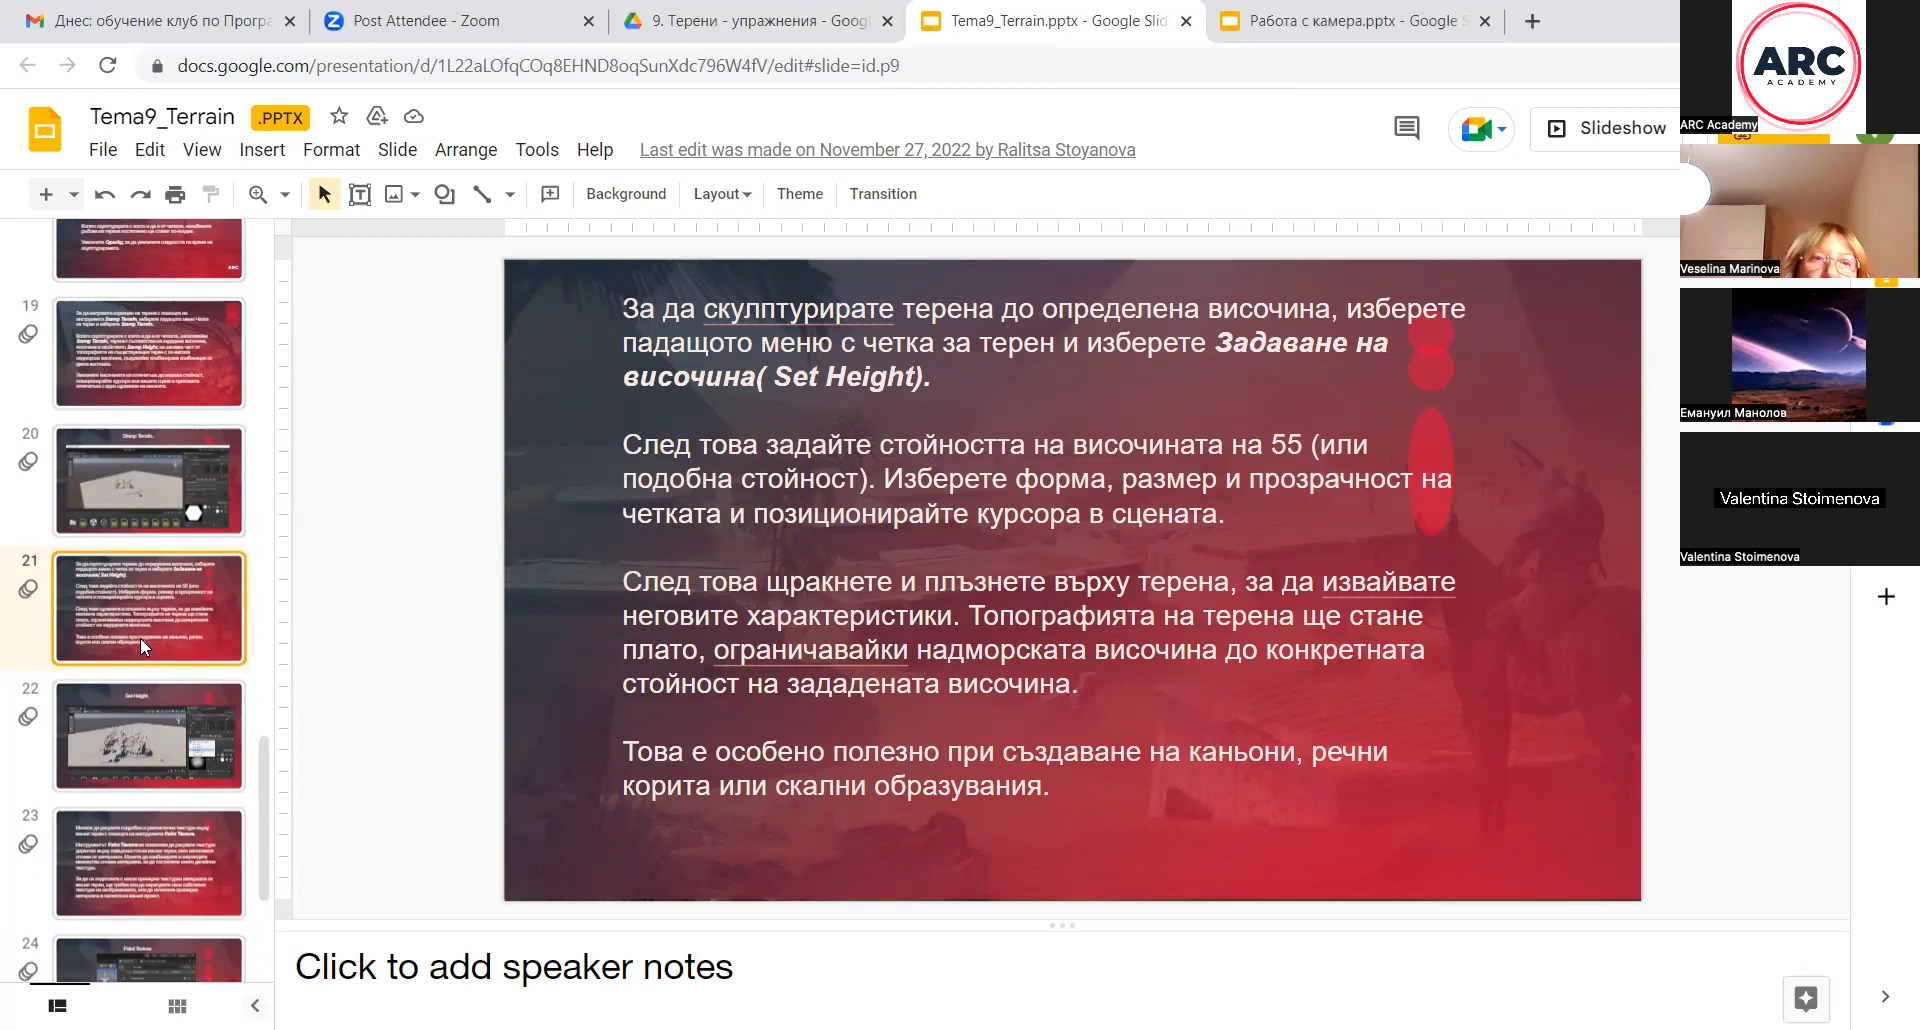 Днес: обучение клуб по Програ
Post Attendee - Zoom
9. Терени - упражнения - Googl
Tema9_Terrain.pptx - Google Slid
Работа с камера.pptx - Google S
docs.google.com/presentation/d/1L22aLOfqCOq8EHND8oqSunXdc796W4fV/edit#slide=id.p9
Tema9_Terrain
.PPTX
File Edit View Insert Format Slide Arrange Tools Help
Last edit was made on November 27, 2022 by Ralitsa Stoyanova
Slideshow
Background Layout Theme Transition
ARC
ACADEMY
ARC Academy
Veselina Marinova
Емануил Манолов
Valentina Stoimenova
Valentina Stoimenova
19
20
Stamp Terrain.
21
22
Set Height.
23
24
Paint Texture
За да скулптурирате терена до определена височина, изберете
падащото меню с четка за терен и изберете Задаване на
височина( Set Height).
След това задайте стойността на височината на 55 (или
подобна стойност). Изберете форма, размер и прозрачност на
четката и позиционирайте курсора в сцената.
След това щракнете и плъзнете върху терена, за да извайвате
неговите характеристики. Топографията на терена ще стане
плато, ограничавайки надморската височина до конкретната
стойност на зададената височина.
Това е особено полезно при създаване на каньони, речни
корита или скални образувания.
Click to add speaker notes